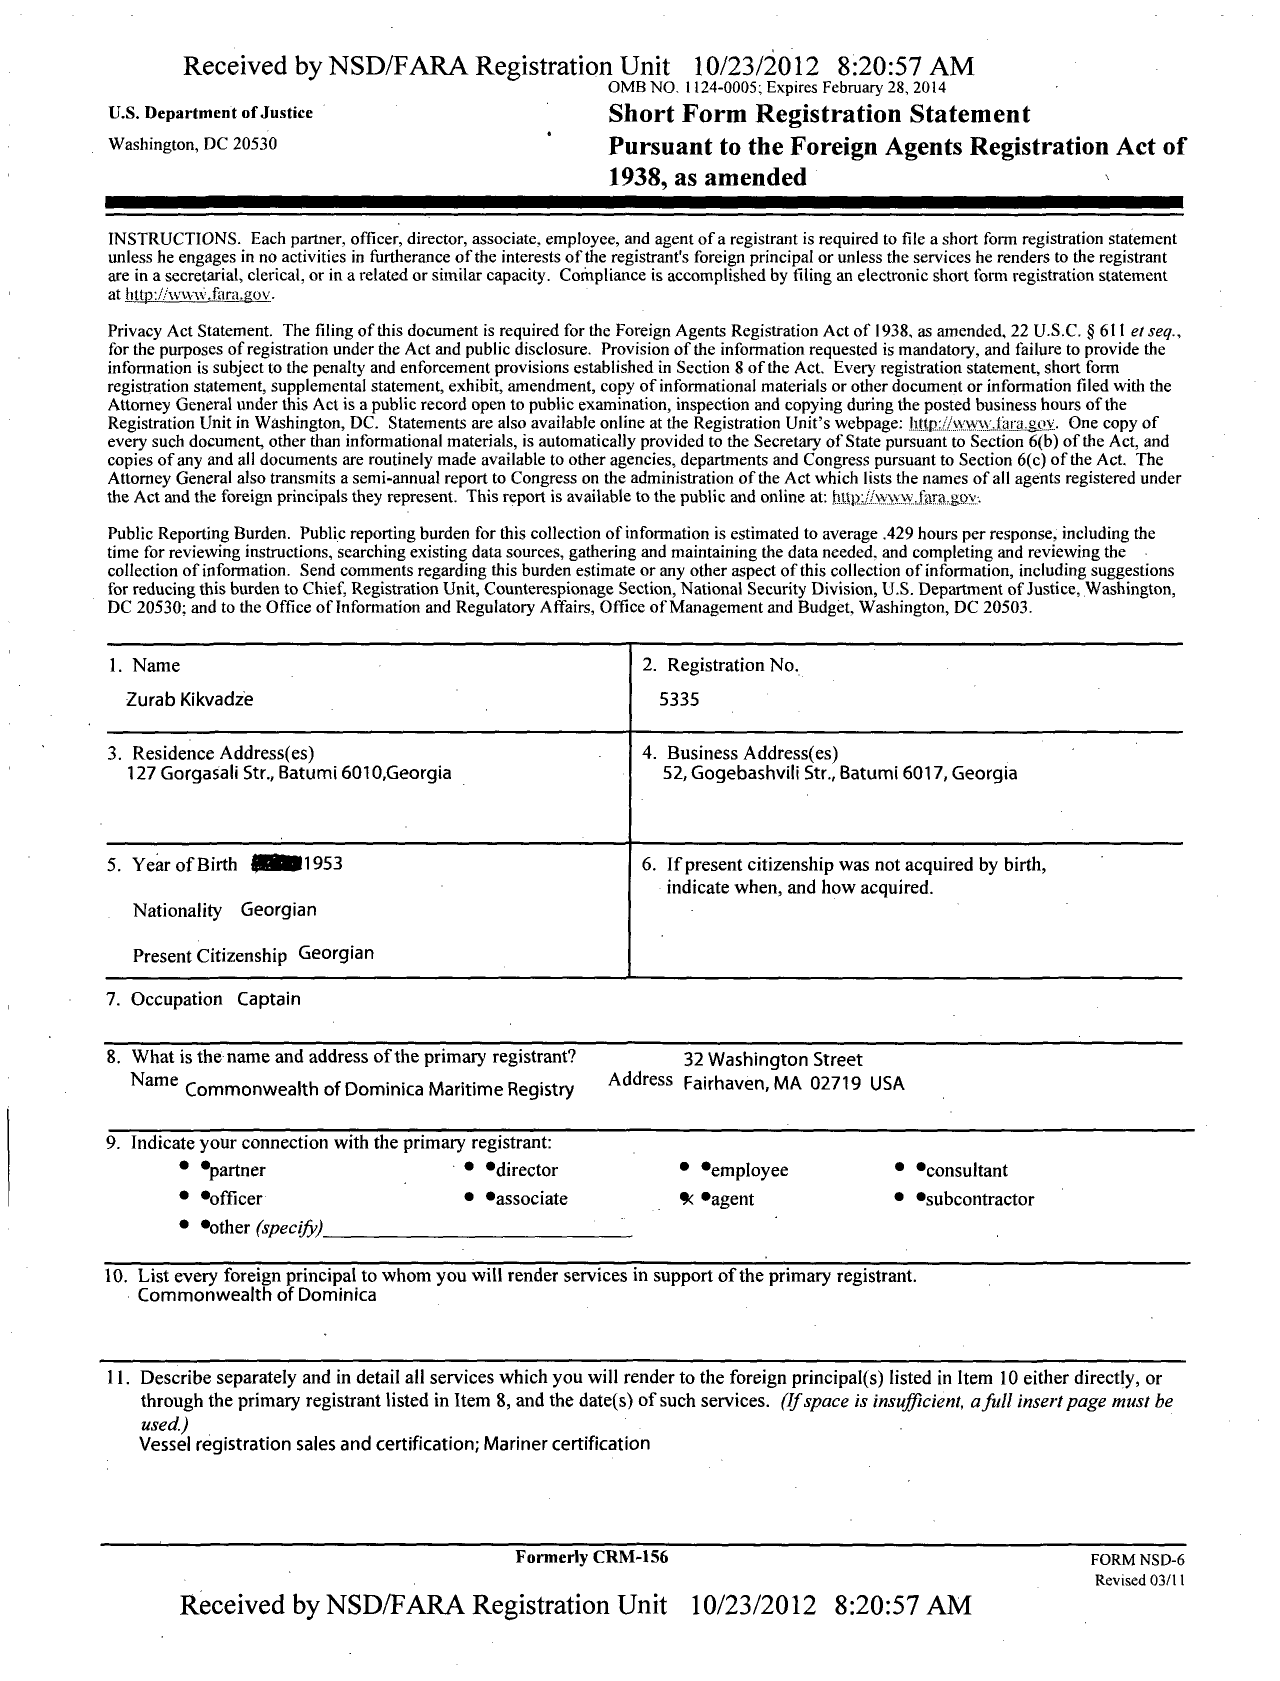 Received by NSD/FARA Registration Unit 10/23/2012 8:20:57 AM
OMB NO. 1124-0005; Expires February 28, 2014
U.S. Department of Justice
Washington, DC 20530
Short Form Registration Statement
Pursuant to the Foreign Agents Registration Act of
1938, as amended
INSTRUCTIONS. Each partner, officer, director, associate, employee, and agent of a registrant is required to file a short form registration statement
unless he engages in no activities in furtherance of the interests of the registrant's foreign principal or unless the services he renders to the registrant
are in a secretarial, clerical, or in a related or similar capacity. Compliance is accomplished by filing an electronic short form registration statement
at http://www.fara.gov.
Privacy Act Statement. The filing of this document is required for the Foreign Agents Registration Act of 1938, as amended, 22 U.S.C. § 611 et seq.,
for the purposes of registration under the Act and public disclosure. Provision of the information requested is mandatory, and failure to provide the
information is subject to the penalty and enforcement provisions established in Section 8 of the Act. Every registration statement, short form
registration statement, supplemental statement, exhibit, amendment, copy of informational materials or other document or information filed with the
Attorney General under this Act is a public record open to public examination, inspection and copying during the posted business hours of the
Registration Unit in Washington, DC. Statements are also available online at the Registration Unit's webpage: http://www.fara.gov. One copy of
every such document, other than informational materials, is automatically provided to the Secretary of State pursuant to Section 6(b) of the Act, and
copies of any and all documents are routinely made available to other agencies, departments and Congress pursuant to Section 6(c) of the Act. The
Attorney General also transmits a semi-annual report to Congress on the administration of the Act which lists the names of all agents registered under
the Act and the foreign principals they represent. This report is available to the public and online at: http://www.fara.gov.
Public Reporting Burden. Public reporting burden for this collection of information is estimated to average .429 hours per response, including the
time for reviewing instructions, searching existing data sources, gathering and maintaining the data needed, and completing and reviewing the
collection of information. Send comments regarding this burden estimate or any other aspect of this collection of information, including suggestions
for reducing this burden to Chief, Registration Unit, Counterespionage Section, National Security Division, U.S. Department of Justice, Washington,
DC 20530; and to the Office of Information and Regulatory Affairs, Office of Management and Budget, Washington, DC 20503.
1. Name
Zurab Kikvadze
2. Registration No.
5335
3. Residence Address(es)
127 Gorgasali Str., Batumi 6010,Georgia
4. Business Address(es)
52, Gogebashvili Str., Batumi 6017, Georgia
5. Year of Birth 1953
Nationality Georgian
Present Citizenship Georgian
6. If present citizenship was not acquired by birth,
indicate when, and how acquired.
7. Occupation Captain
8. What is the name and address of the primary registrant?
Name Commonwealth of Dominica Maritime Registry
32 Washington Street
Address Fairhaven, MA 02719 USA
9. Indicate your connection with the primary registrant:
• •partner • •director • •employee • •consultant
• •officer • •associate x •agent • •subcontractor
• •other (specify)
10. List every foreign principal to whom you will render services in support of the primary registrant.
Commonwealth of Dominica
11. Describe separately and in detail all services which you will render to the foreign principal(s) listed in Item 10 either directly, or
through the primary registrant listed in Item 8, and the date(s) of such services. (If space is insufficient, a full insert page must be
used.)
Vessel registration sales and certification; Mariner certification
Formerly CRM-156
FORM NSD-6
Revised 03/11
Received by NSD/FARA Registration Unit 10/23/2012 8:20:57 AM